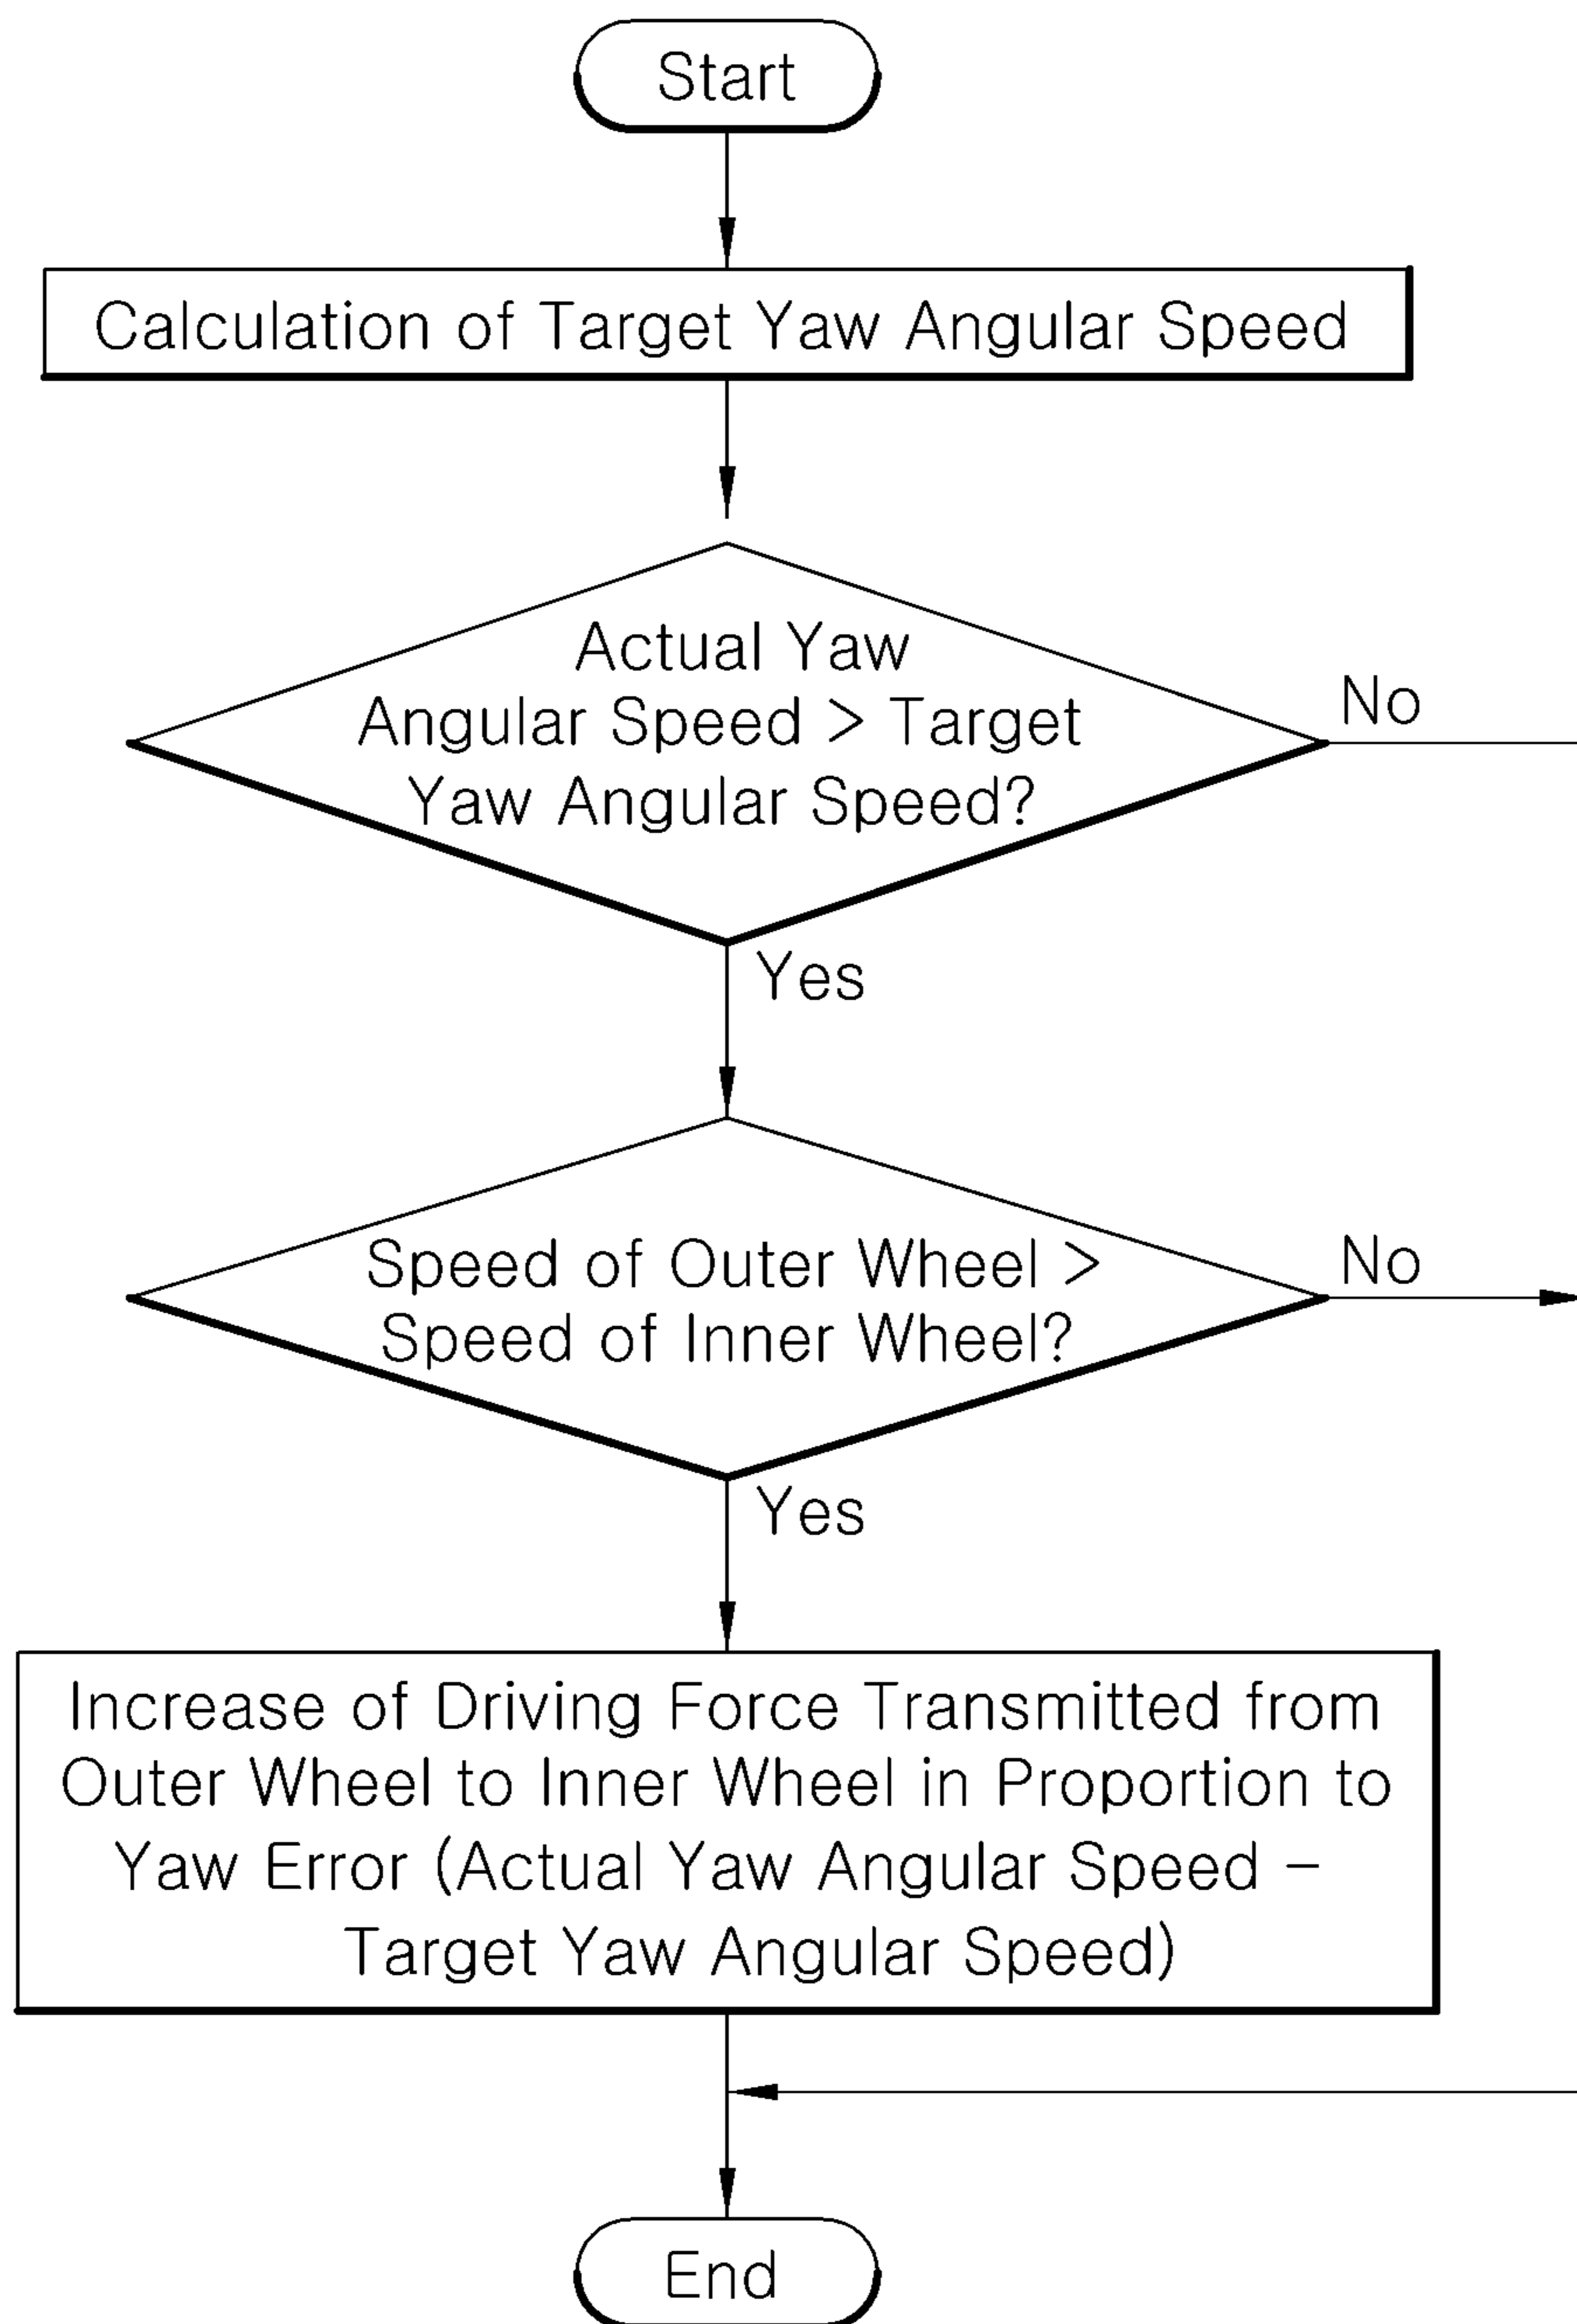 Start
Calculation of Target Yaw Angular Speed
Actual Yaw
Angular Speed > Target
Yaw Angular Speed?
No
Yes
Speed of Outer Wheel >
Speed of Inner Wheel?
No
Yes
Increase of Driving Force Transmitted from
Outer Wheel to Inner Wheel in Proportion to
Yaw Error (Actual Yaw Angular Speed –
Target Yaw Angular Speed)
End